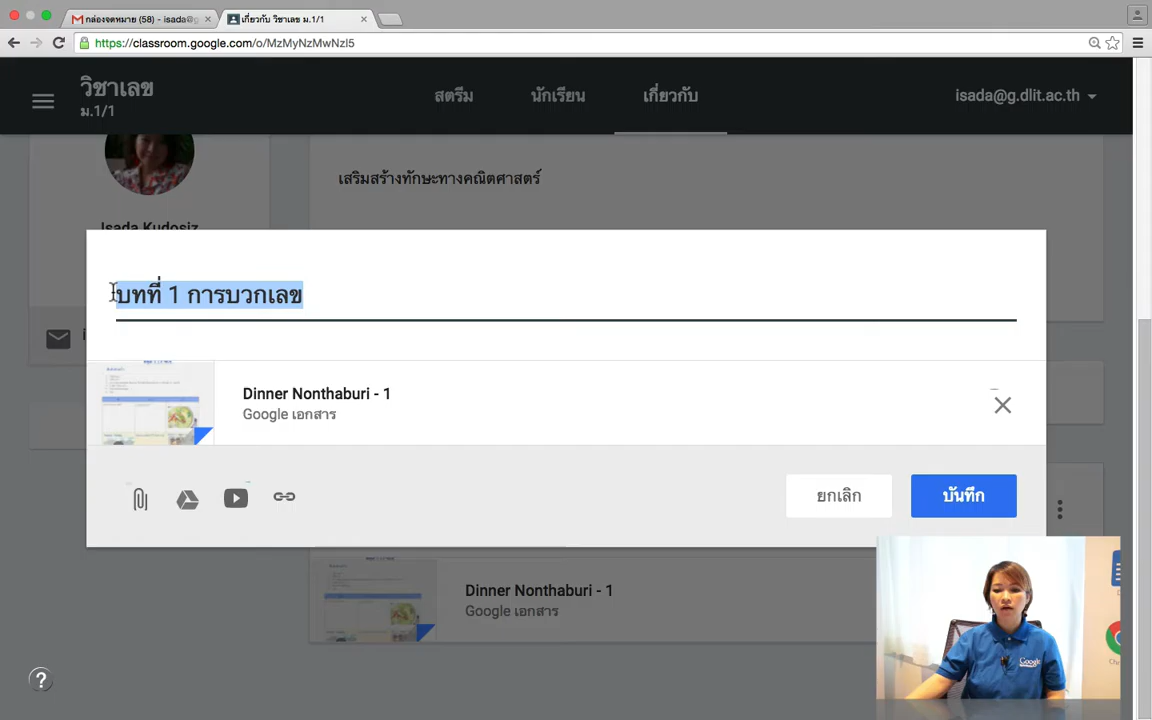 กล่องจดหมาย (58) - isada@g
เกี่ยวกับ วิชาเลข ม.1/1
https://classroom.google.com/o/MzMyNzMwNzI5
วิชาเลข
ม.1/1
สตรีม
นักเรียน
เกี่ยวกับ
isada@g.dlit.ac.th
เสริมสร้างทักษะทางคณิตศาสตร์
Isada Kudosiz
บทที่ 1 การบวกเลข
Dinner Nonthaburi - 1
Google เอกสาร
ยกเลิก
บันทึก
Dinner Nonthaburi - 1
Google เอกสาร
Google
?